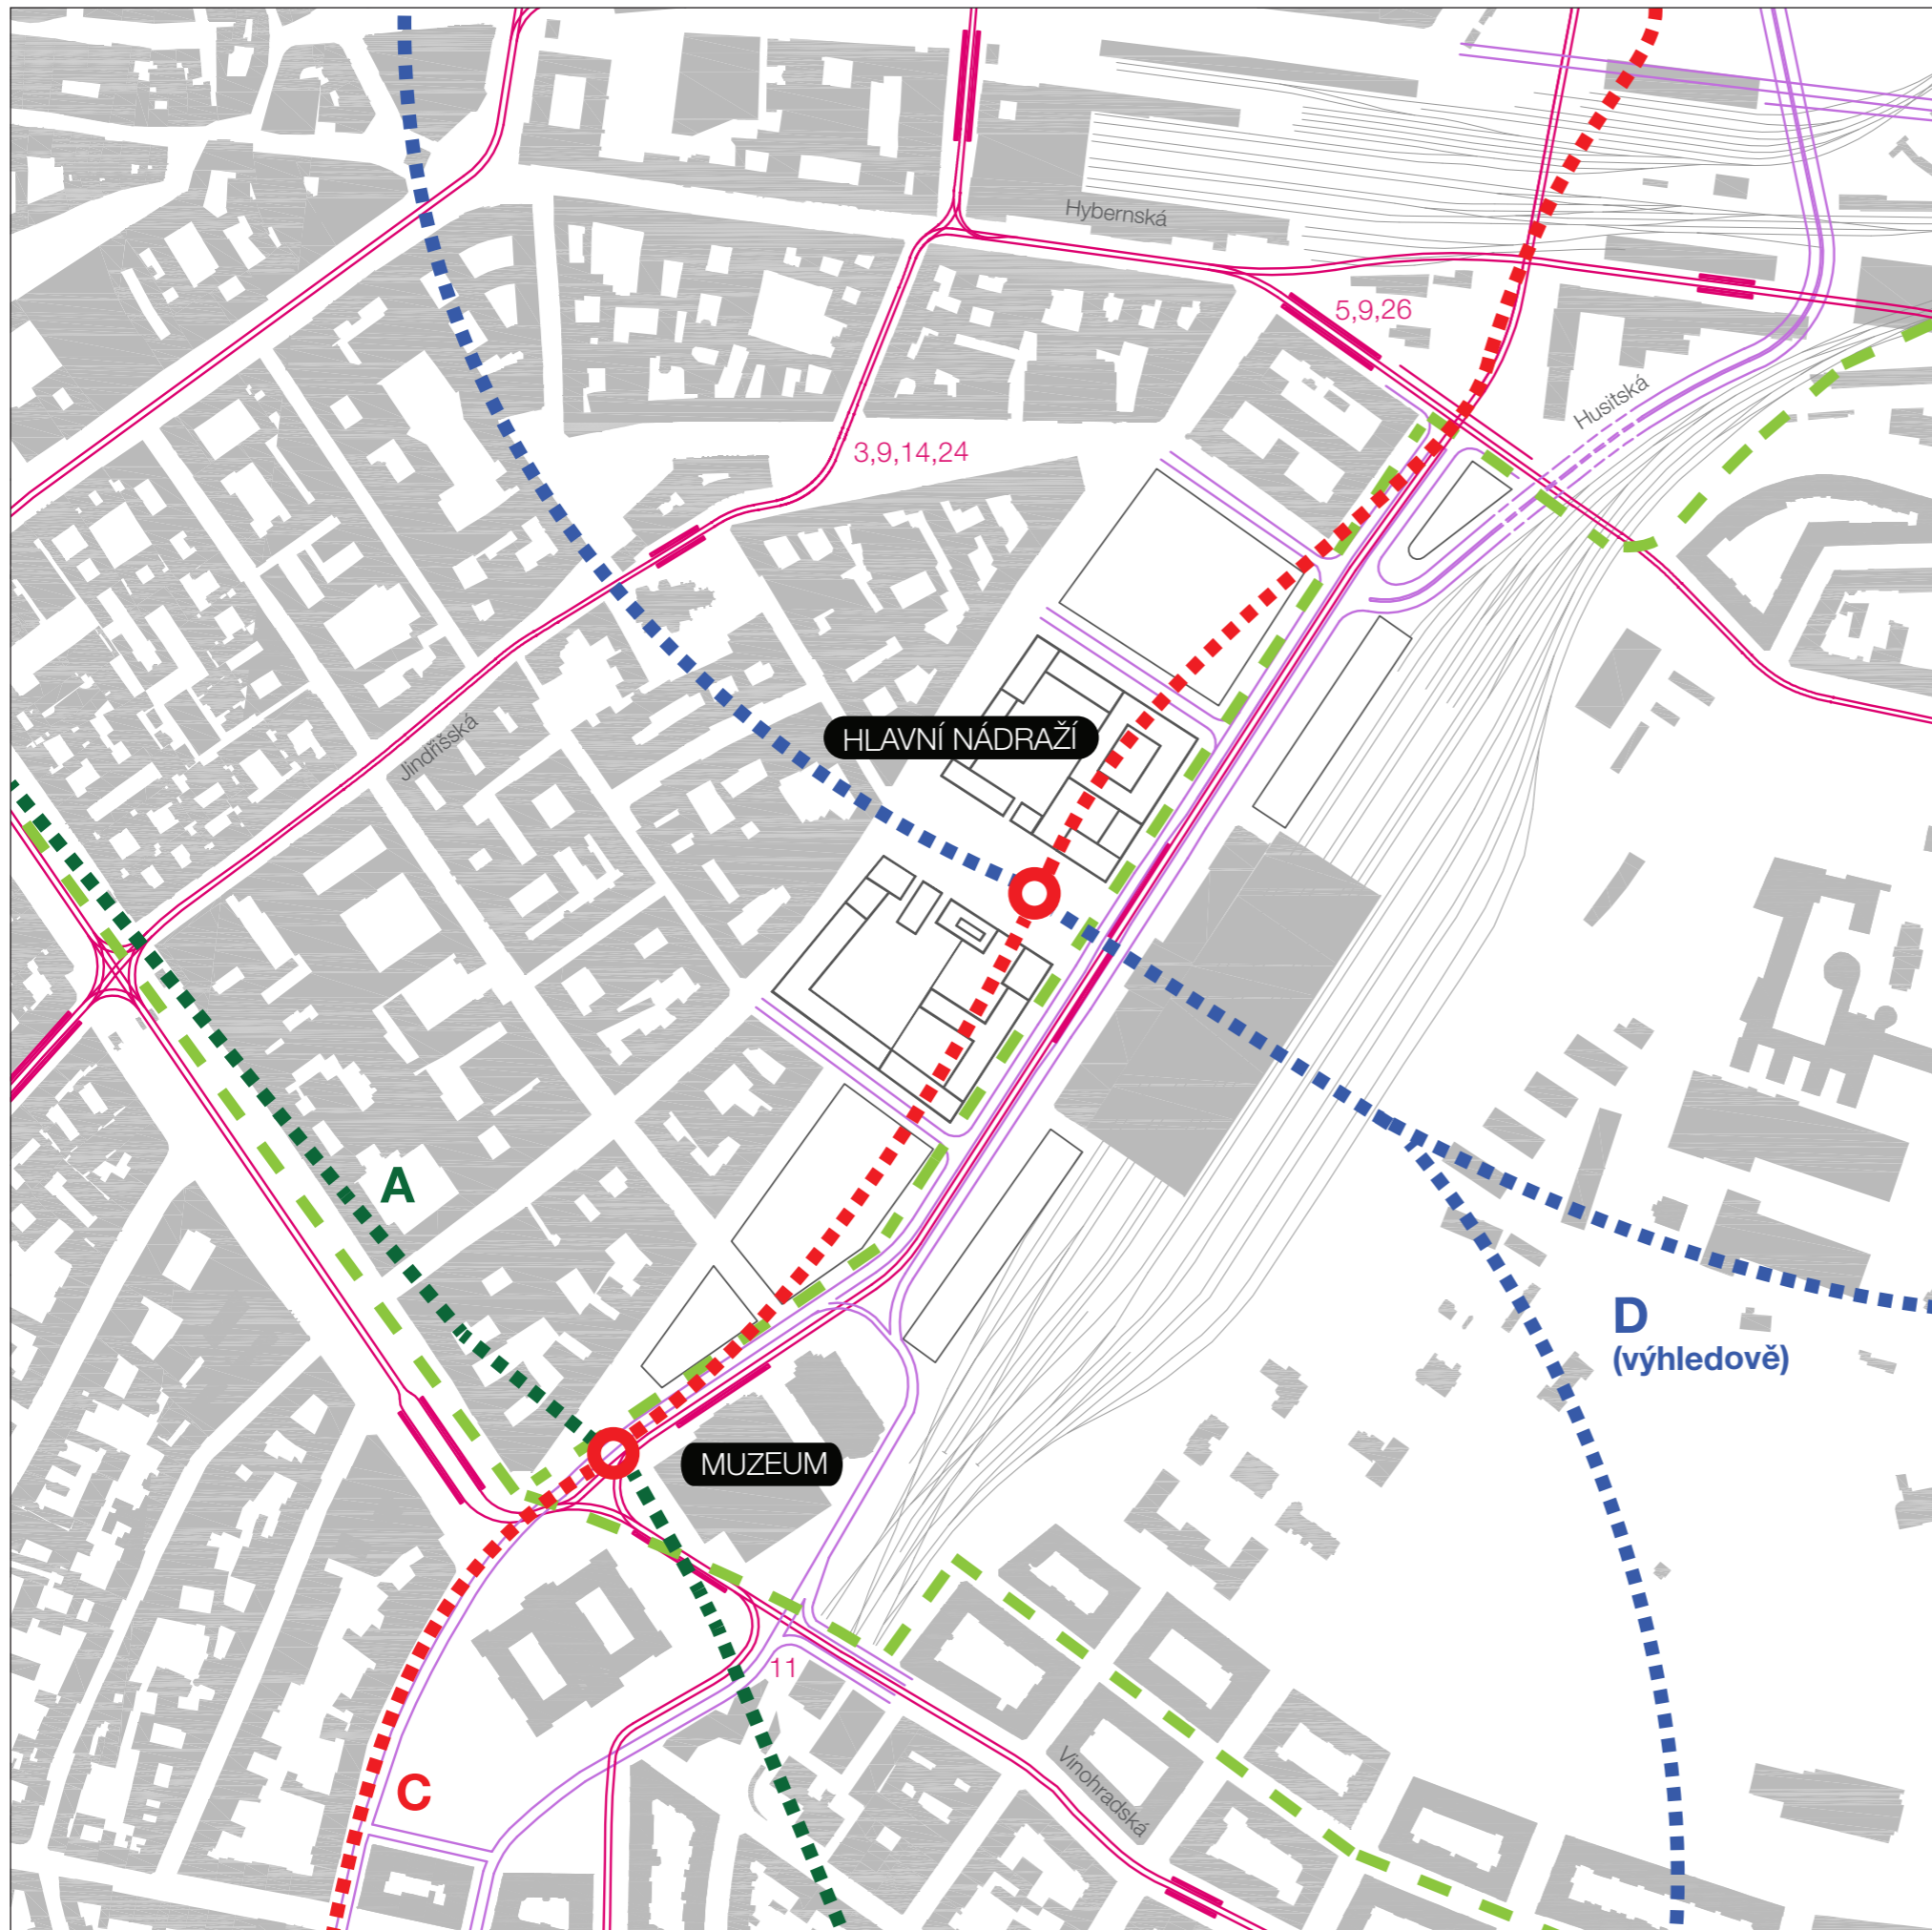 Hybernská
5,9,26
Husitská
3,9,14,24
HLAVNÍ NÁDRAŽÍ
Jindřišská
A
D
(výhledově)
MUZEUM
11
Vinohradská
C